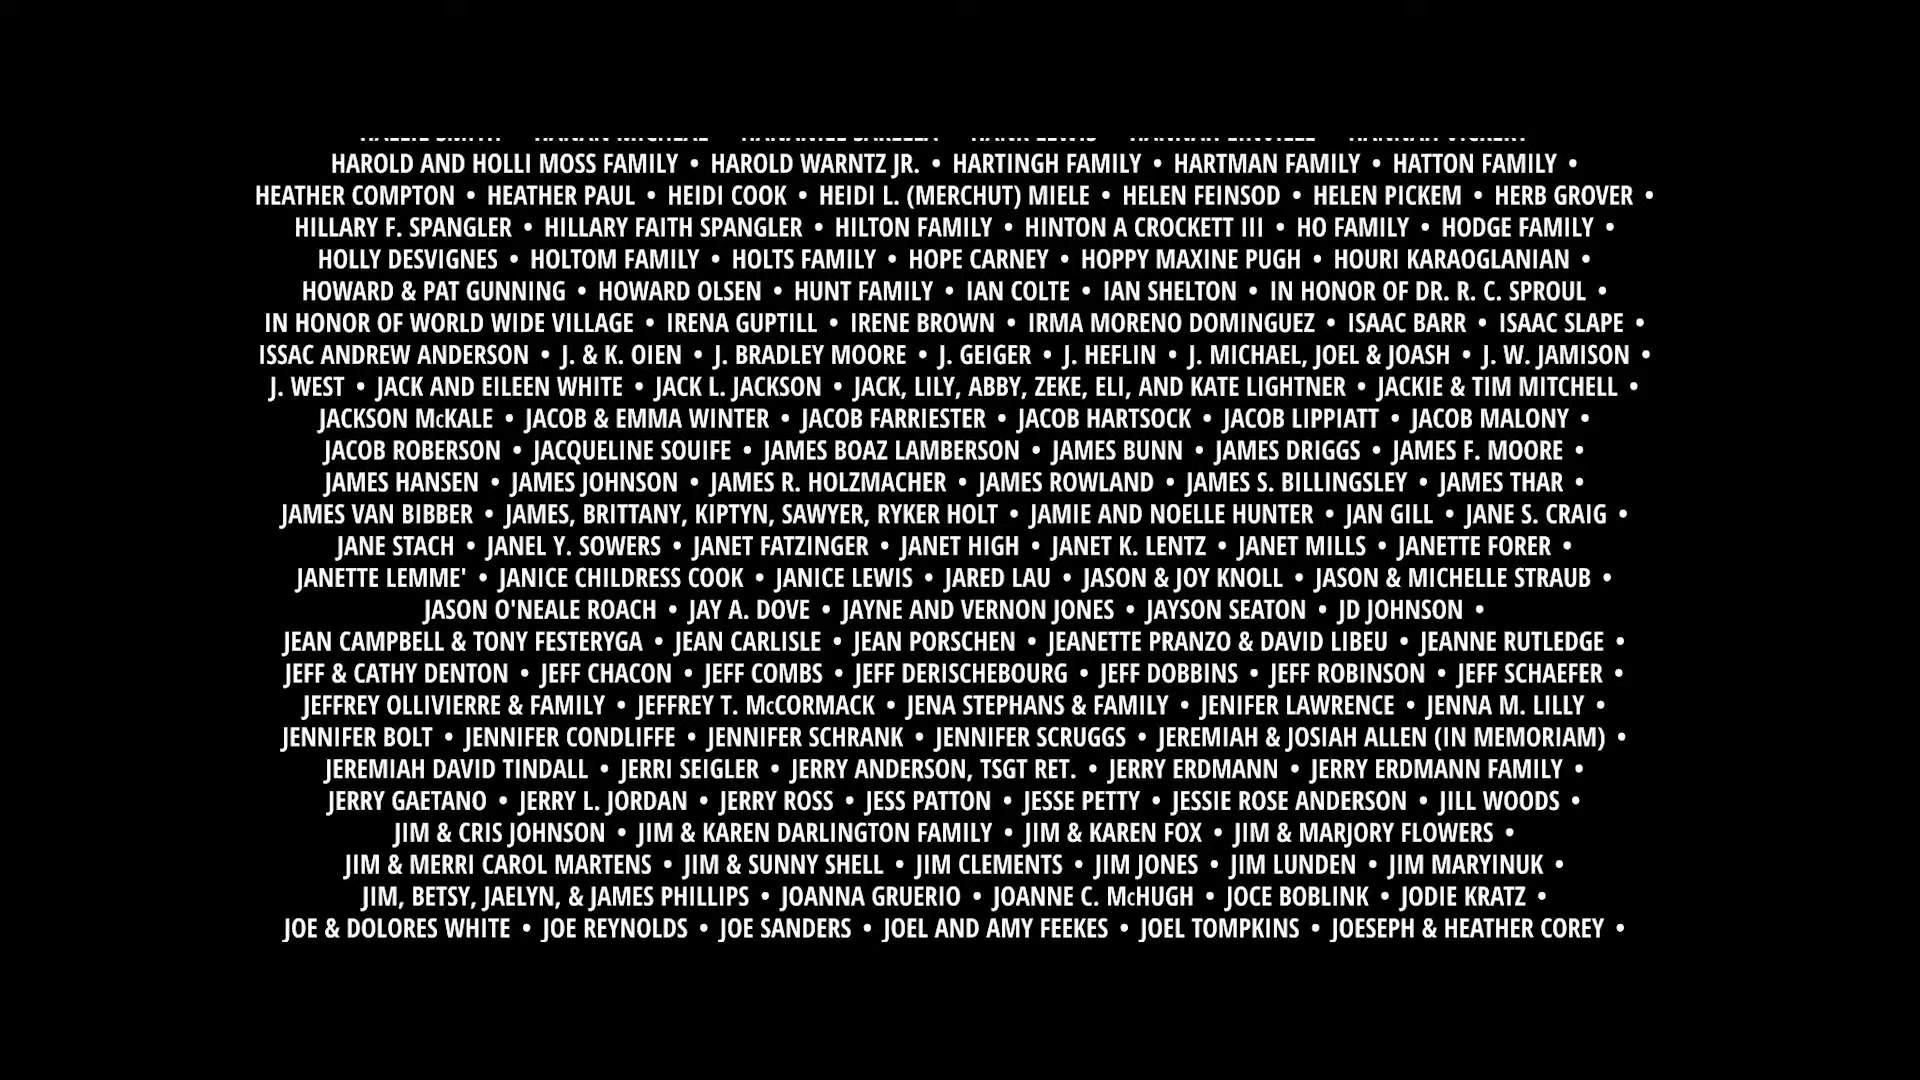 HAROLD AND HOLLI MOSS FAMILY • HAROLD WARNTZ JR. • HARTINGH FAMILY • HARTMAN FAMILY • HATTON FAMILY •
HEATHER COMPTON • HEATHER PAUL • HEIDI COOK • HEIDI L. (MERCHUT) MIELE • HELEN FEINSOD • HELEN PICKEM • HERB GROVER •
HILLARY F. SPANGLER • HILLARY FAITH SPANGLER • HILTON FAMILY • HINTON A CROCKETT III • HO FAMILY • HODGE FAMILY •
HOLLY DESVIGNES • HOLTOM FAMILY • HOLTS FAMILY • HOPE CARNEY • HOPPY MAXINE PUGH • HOURI KARAOGLANIAN •
HOWARD & PAT GUNNING • HOWARD OLSEN • HUNT FAMILY • IAN COLTE • IAN SHELTON • IN HONOR OF DR. R. C. SPROUL •
IN HONOR OF WORLD WIDE VILLAGE • IRENA GUPTILL • IRENE BROWN • IRMA MORENO DOMINGUEZ • ISAAC BARR • ISAAC SLAPE •
ISSAC ANDREW ANDERSON • J. & K. OIEN • J. BRADLEY MOORE • J. GEIGER • J. HEFLIN • J. MICHAEL, JOEL & JOASH • J. W. JAMISON •
J. WEST • JACK AND EILEEN WHITE • JACK L. JACKSON • JACK, LILY, ABBY, ZEKE, ELI, AND KATE LIGHTNER • JACKIE & TIM MITCHELL •
JACKSON McKALE • JACOB & EMMA WINTER • JACOB FARRIESTER • JACOB HARTSOCK • JACOB LIPPIATT • JACOB MALONY •
JACOB ROBERSON • JACQUELINE SOUIFE • JAMES BOAZ LAMBERSON • JAMES BUNN • JAMES DRIGGS • JAMES F. MOORE •
JAMES HANSEN • JAMES JOHNSON • JAMES R. HOLZMACHER • JAMES ROWLAND • JAMES S. BILLINGSLEY • JAMES THAR •
JAMES VAN BIBBER • JAMES, BRITTANY, KIPTYN, SAWYER, RYKER HOLT • JAMIE AND NOELLE HUNTER • JAN GILL • JANE S. CRAIG •
JANE STACH • JANEL Y. SOWERS • JANET FATZINGER • JANET HIGH • JANET K. LENTZ • JANET MILLS • JANETTE FORER •
JANETTE LEMME' • JANICE CHILDRESS COOK • JANICE LEWIS • JARED LAU • JASON & JOY KNOLL • JASON & MICHELLE STRAUB •
JASON O'NEALE ROACH • JAY A. DOVE • JAYNE AND VERNON JONES • JAYSON SEATON • JD JOHNSON •
JEAN CAMPBELL & TONY FESTERYGA • JEAN CARLISLE • JEAN PORSCHEN • JEANETTE PRANZO & DAVID LIBEU • JEANNE RUTLEDGE •
JEFF & CATHY DENTON • JEFF CHACON • JEFF COMBS • JEFF DERISCHEBOURG • JEFF DOBBINS • JEFF ROBINSON • JEFF SCHAEFER •
JEFFREY OLLIVIERRE & FAMILY • JEFFREY T. McCORMACK • JENA STEPHANS & FAMILY • JENIFER LAWRENCE • JENNA M. LILLY •
JENNIFER BOLT • JENNIFER CONDLIFFE • JENNIFER SCHRANK • JENNIFER SCRUGGS • JEREMIAH & JOSIAH ALLEN (IN MEMORIAM) •
JEREMIAH DAVID TINDALL • JERRI SEIGLER • JERRY ANDERSON, TSGT RET. • JERRY ERDMANN • JERRY ERDMANN FAMILY •
JERRY GAETANO • JERRY L. JORDAN • JERRY ROSS • JESS PATTON • JESSE PETTY • JESSIE ROSE ANDERSON • JILL WOODS •
JIM & CRIS JOHNSON • JIM & KAREN DARLINGTON FAMILY • JIM & KAREN FOX • JIM & MARJORY FLOWERS •
JIM & MERRI CAROL MARTENS • JIM & SUNNY SHELL • JIM CLEMENTS • JIM JONES • JIM LUNDEN • JIM MARYINUK •
JIM, BETSY, JAELYN, & JAMES PHILLIPS • JOANNA GRUERIO • JOANNE C. McHUGH • JOCE BOBLINK • JODIE KRATZ •
JOE & DOLORES WHITE • JOE REYNOLDS • JOE SANDERS • JOEL AND AMY FEEKES • JOEL TOMPKINS • JOESEPH & HEATHER COREY •